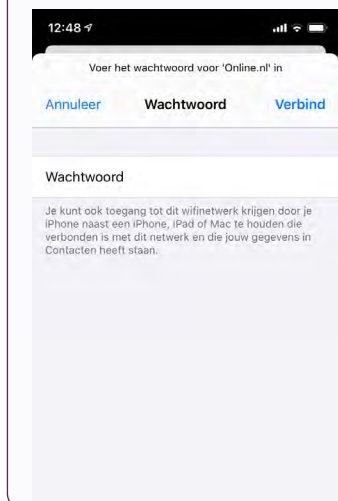 12:48
Voer het wachtwoord voor 'Online.nl' in
Annuleer Wachtwoord Verbind
Wachtwoord
Je kunt ook toegang tot dit wifinetwerk krijgen door je
iPhone naast een iPhone, iPad of Mac te houden die
verbonden is met dit netwerk en die jouw gegevens in
Contacten heeft staan.